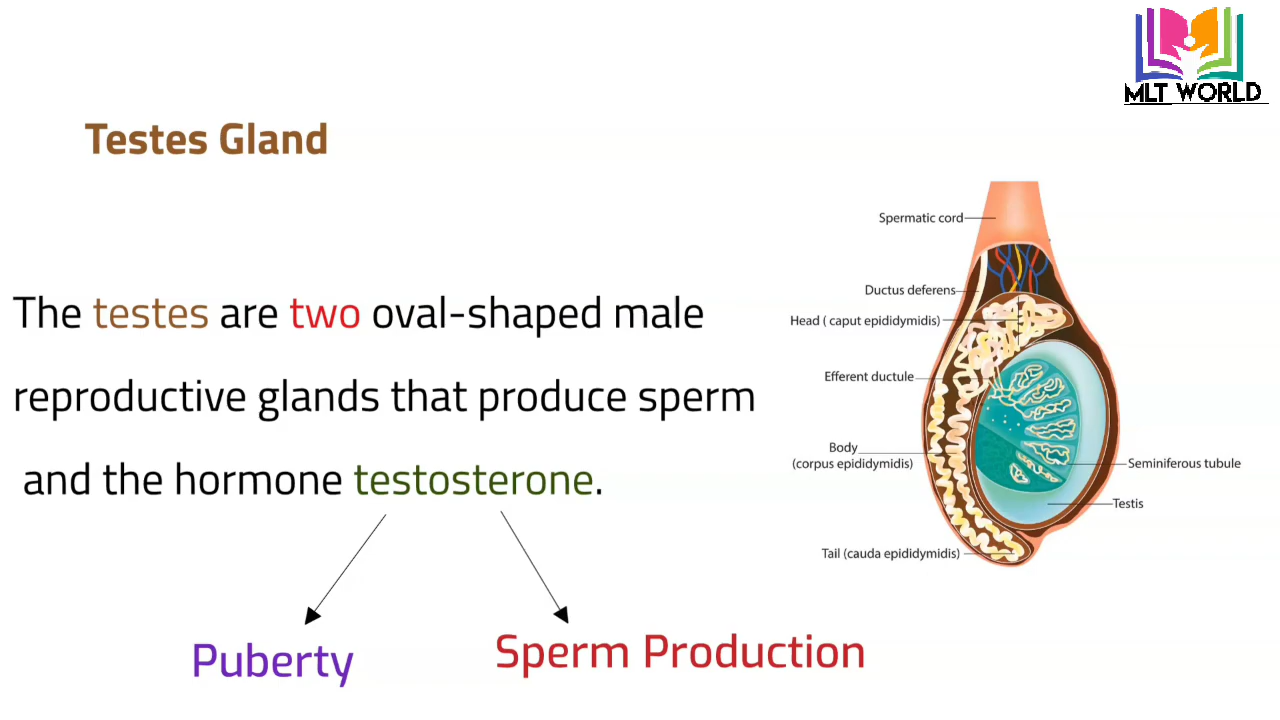 MLT WORLD
Testes Gland
The testes are two oval-shaped male
reproductive glands that produce sperm
and the hormone testosterone.
Puberty
Sperm Production
Spermatic cord
Ductus deferens
Head ( caput epididymidis)
Efferent ductule
Body
(corpus epididymidis)
Seminiferous tubule
Testis
Tail (cauda epididymidis)